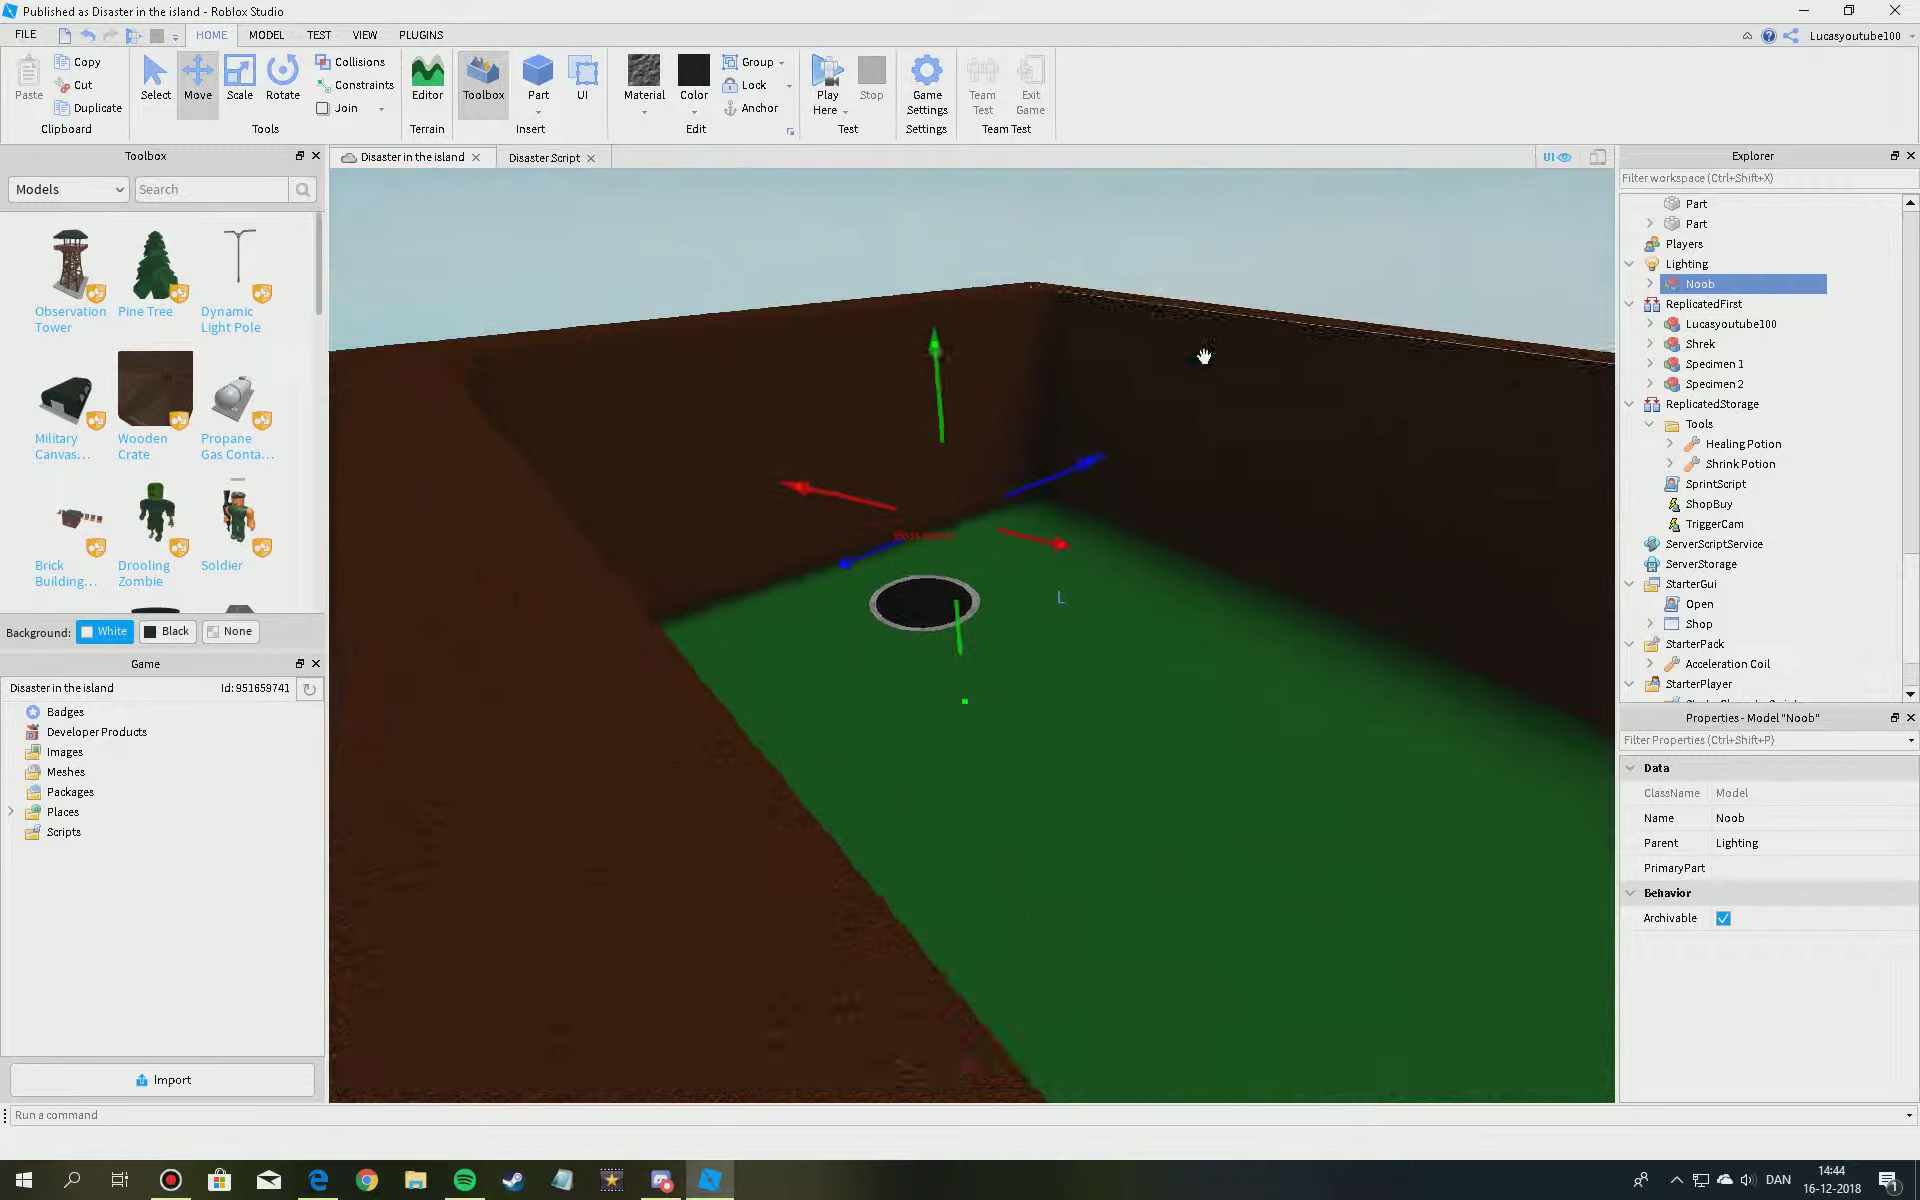 Published as Disaster in the island - Roblox Studio
FILE HOME MODEL TEST VIEW PLUGINS Lucasyoutube100
Paste Copy Cut Duplicate Clipboard
Select Move Scale Rotate Collisions Constraints Join Tools
Editor Terrain
Toolbox Part UI Insert
Material Color Group Lock Anchor Edit
Play Here Stop Test
Game Settings Settings
Team Test Exit Game Team Test
Toolbox
Models Search
Observation Tower
Pine Tree
Dynamic Light Pole
Military Canvas...
Wooden Crate
Propane Gas Conta...
Brick Building...
Drooling Zombie
Soldier
Background: White Black None
Game
Disaster in the island Id: 951659741
Badges
Developer Products
Images
Meshes
Packages
Places
Scripts
Import
Run a command
Disaster in the island Disaster Script
UI
L
Explorer
Filter workspace (Ctrl+Shift+X)
Part
Part
Players
Lighting
Noob
ReplicatedFirst
Lucasyoutube100
Shrek
Specimen 1
Specimen 2
ReplicatedStorage
Tools
Healing Potion
Shrink Potion
SprintScript
ShopBuy
TriggerCam
ServerScriptService
ServerStorage
StarterGui
Open
Shop
StarterPack
Acceleration Coil
StarterPlayer
Properties - Model "Noob"
Filter Properties (Ctrl+Shift+P)
Data
ClassName Model
Name Noob
Parent Lighting
PrimaryPart
Behavior
Archivable
DAN
14:44
16-12-2018
1